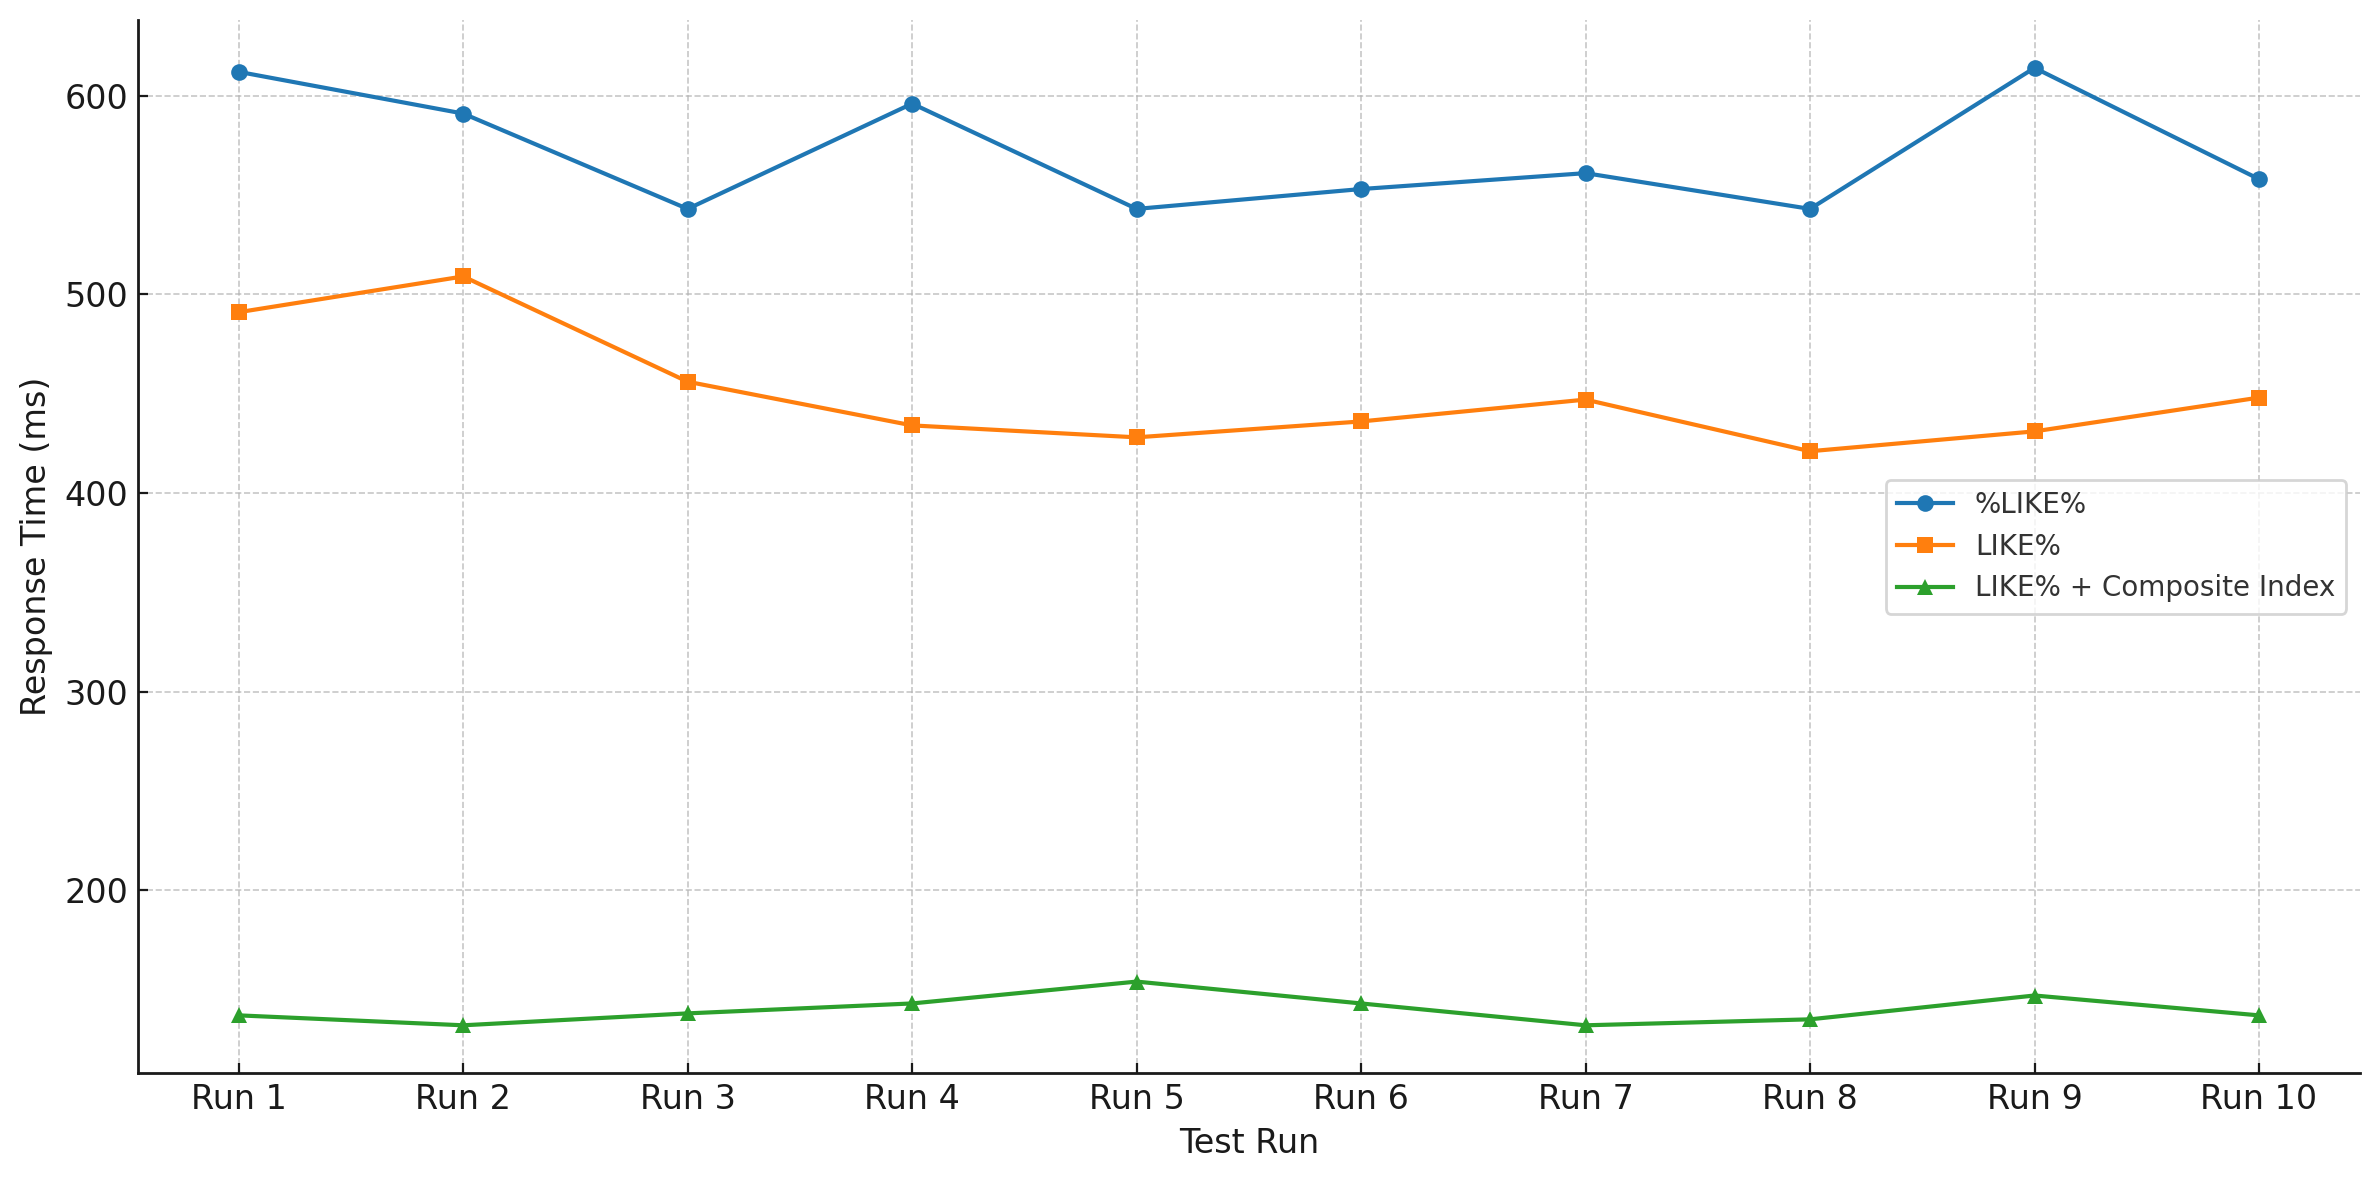 600
500
400
300
200
Response Time (ms)
%LIKE%
LIKE%
LIKE% + Composite Index
Run 1 Run 2 Run 3 Run 4 Run 5 Run 6 Run 7 Run 8 Run 9 Run 10
Test Run